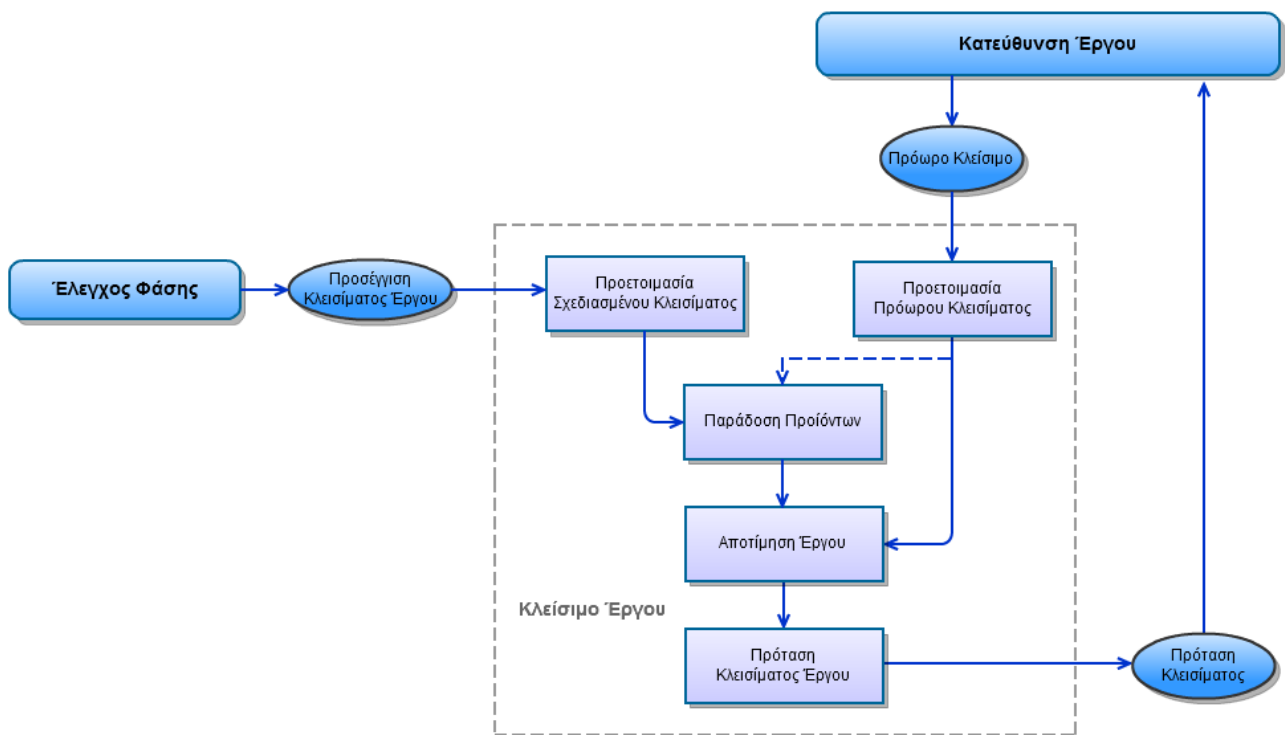 Κατεύθυνση Έργου
Πρόωρο Κλείσιμο
Έλεγχος Φάσης
Προσέγγιση
Κλεισίματος Έργου
Προετοιμασία
Σχεδιασμένου Κλεισίματος
Προετοιμασία
Πρόωρου Κλεισίματος
Παράδοση Προϊόντων
Αποτίμηση Έργου
Κλείσιμο Έργου
Πρόταση
Κλεισίματος Έργου
Πρόταση
Κλεισίματος